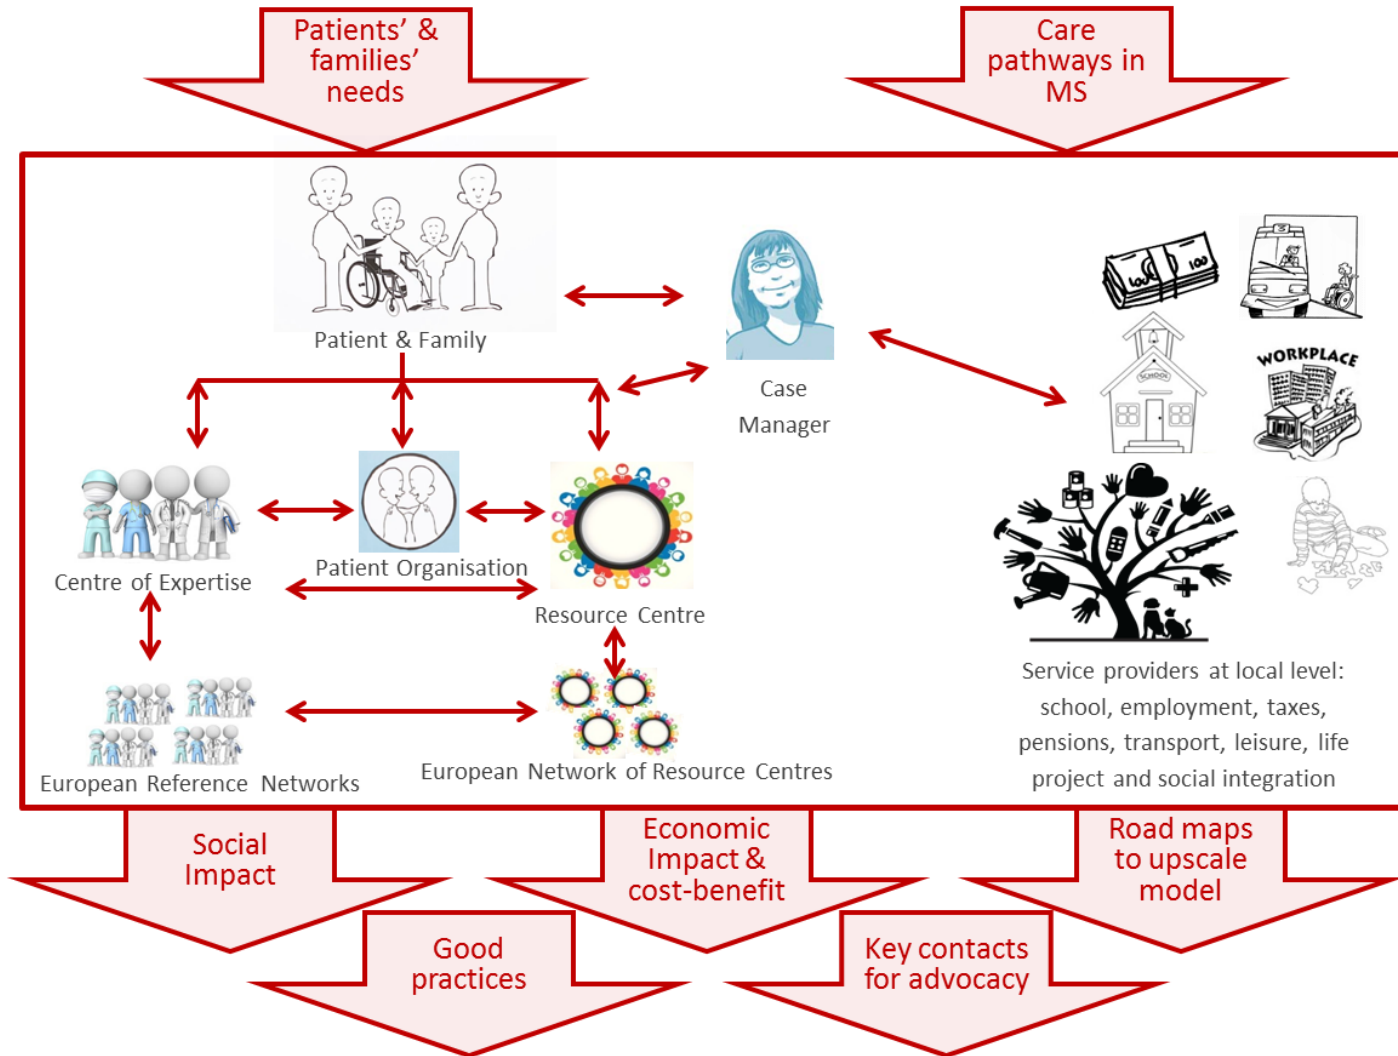 Patients' &
families'
needs
Care
pathways in
MS
Patient & Family
Case
Manager
100
100
3
SCHOOL
WORKPLACE
Centre of Expertise
Patient Organisation
Resource Centre
European Reference Networks
European Network of Resource Centres
Service providers at local level:
school, employment, taxes,
pensions, transport, leisure, life
project and social integration
Social
Impact
Economic
Impact &
cost-benefit
Road maps
to upscale
model
Good
practices
Key contacts
for advocacy